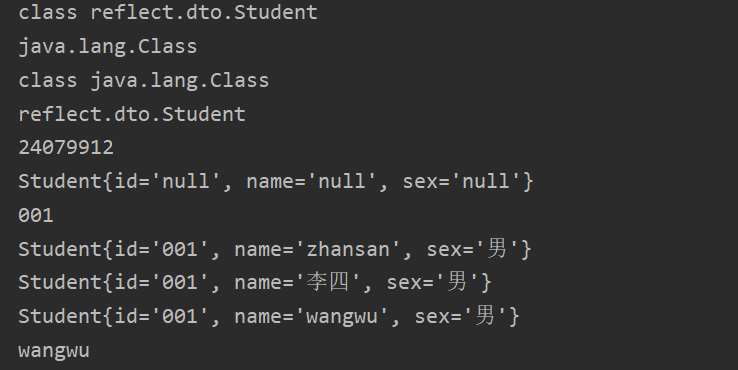 class reflect.dto.Student
java.lang.Class
class java.lang.Class
reflect.dto.Student
24079912
Student{id='null', name='null', sex='null'}
001
Student{id='001', name='zhansan', sex='男'}
Student{id='001', name='李四', sex='男'}
Student{id='001', name='wangwu', sex='男'}
wangwu